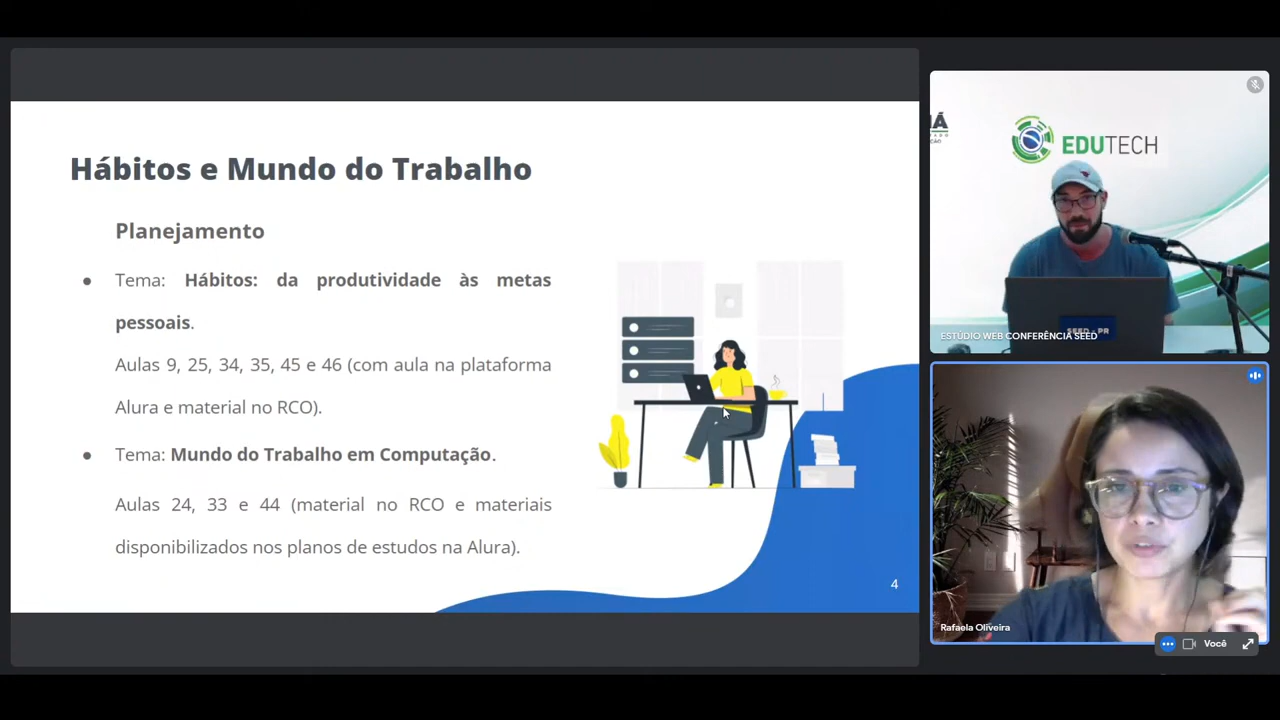 Hábitos e Mundo do Trabalho
Planejamento
● Tema: Hábitos: da produtividade às metas
pessoais.
Aulas 9, 25, 34, 35, 45 e 46 (com aula na plataforma
Alura e material no RCO).
● Tema: Mundo do Trabalho em Computação.
Aulas 24, 33 e 44 (material no RCO e materiais
disponibilizados nos planos de estudos na Alura).
4
EDUTECH
SEED - PR
ESTÚDIO WEB CONFERÊNCIA SEED
Rafaela Oliveira
Você